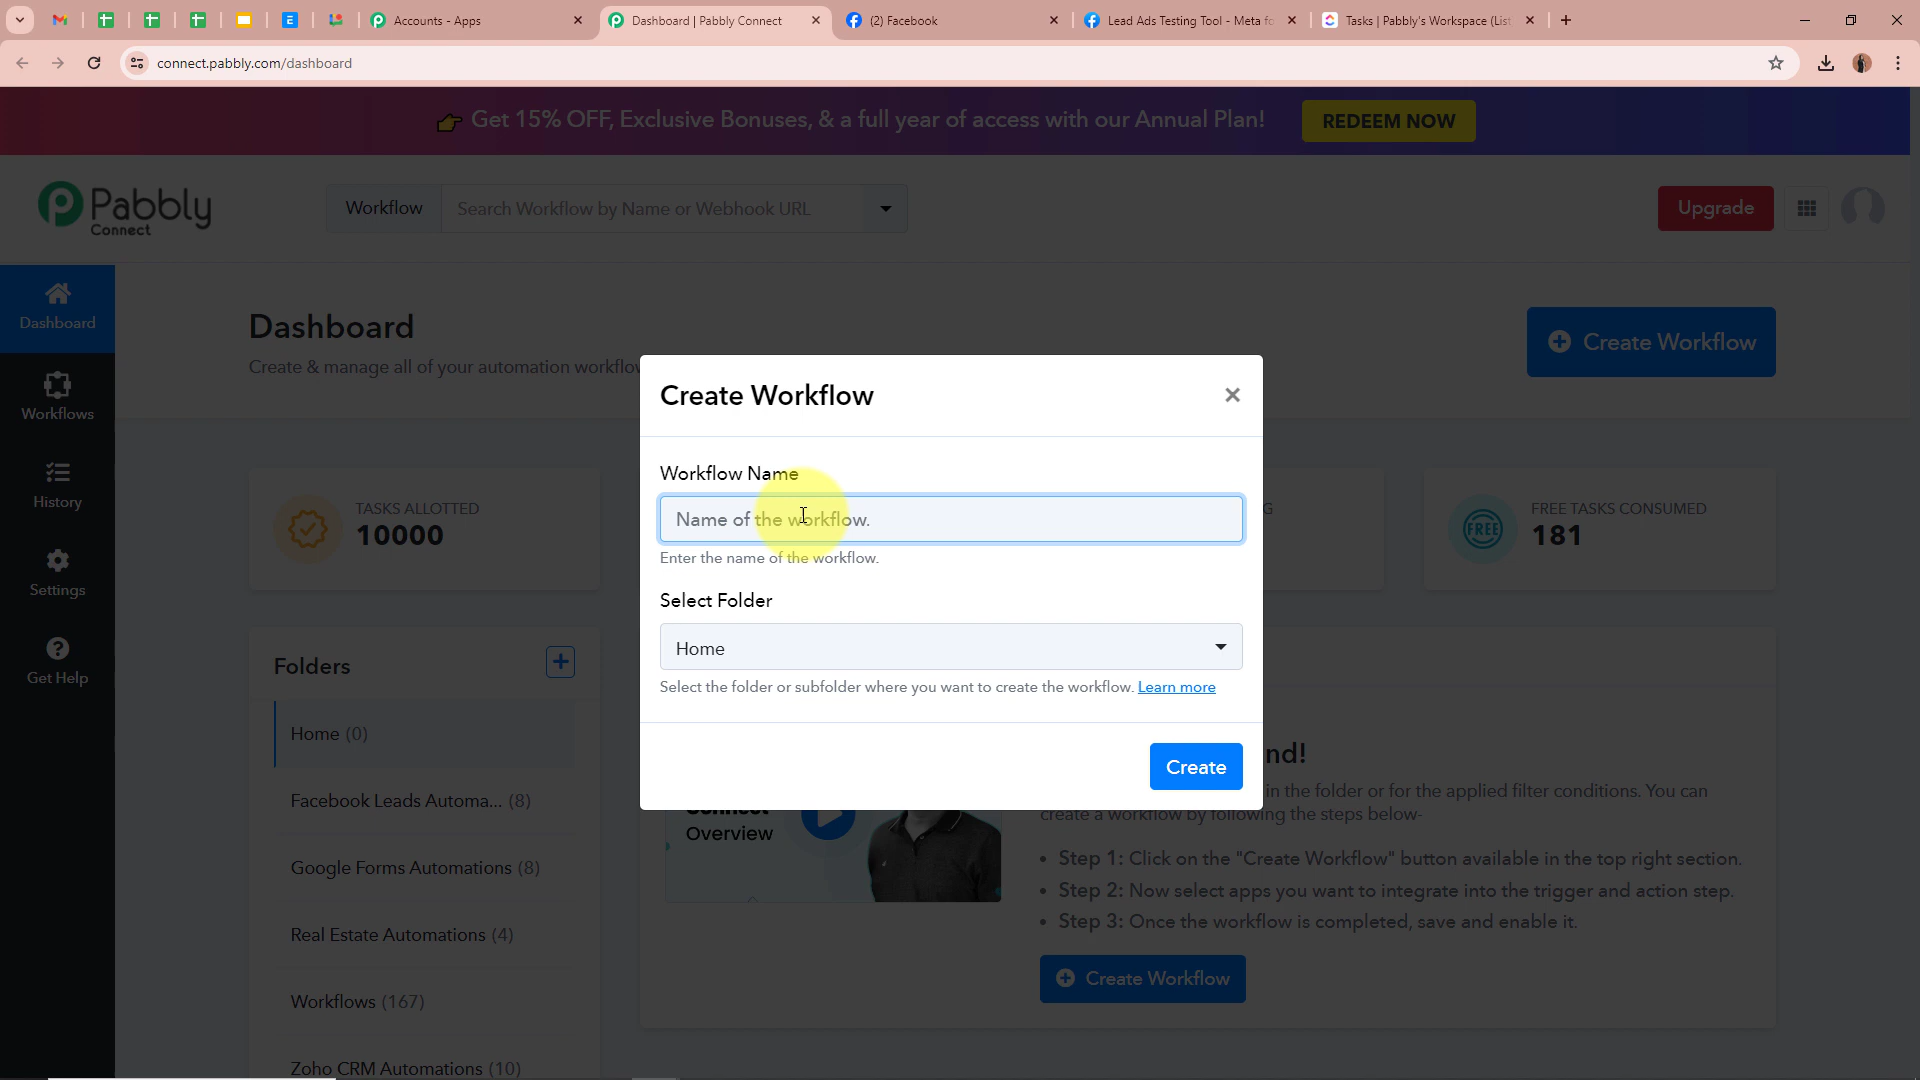 Accounts - Apps
Dashboard | Pabbly Connect
(2) Facebook
Lead Ads Testing Tool - Meta fo
Tasks | Pabbly's Workspace (List
connect.pabbly.com/dashboard
Get 15% OFF, Exclusive Bonuses, & a full year of access with our Annual Plan!
REDEEM NOW
Pabbly
Connect
Workflow
Search Workflow by Name or Webhook URL
Upgrade
Dashboard
Workflows
History
Settings
Get Help
Dashboard
Create & manage all of your automation workflow
Create Workflow
TASKS ALLOTTED
10000
G
FREE
FREE TASKS CONSUMED
181
Create Workflow
Workflow Name
Name of the workflow.
Enter the name of the workflow.
Select Folder
Home
Select the folder or subfolder where you want to create the workflow. Learn more
Create
Folders
Home (0)
Facebook Leads Automa... (8)
Google Forms Automations (8)
Real Estate Automations (4)
Workflows (167)
Zoho CRM Automations (10)
Connect
Overview
nd!
in the folder or for the applied filter conditions. You can
create a workflow by following the steps below-
Step 1: Click on the "Create Workflow" button available in the top right section.
Step 2: Now select apps you want to integrate into the trigger and action step.
Step 3: Once the workflow is completed, save and enable it.
Create Workflow